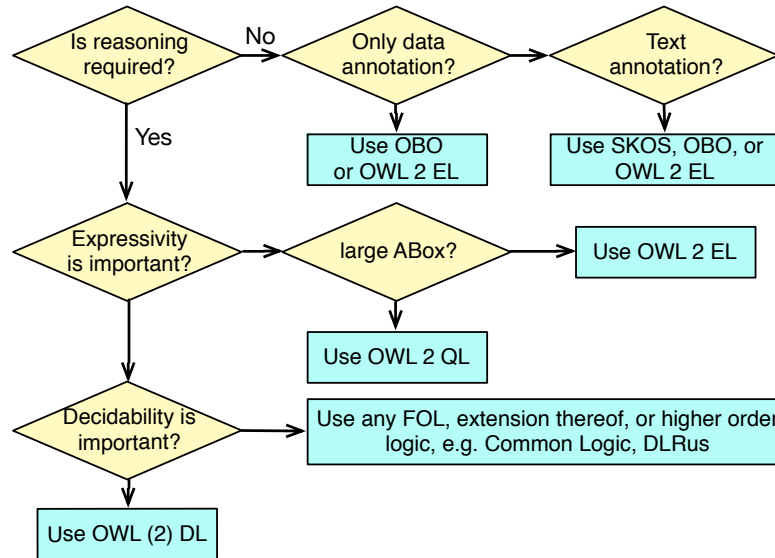 Is reasoning
required?
No
Only data
annotation?
Text
annotation?
Yes
Use OBO
or OWL 2 EL
Use SKOS, OBO, or
OWL 2 EL
Expressivity
is important?
large ABox?
Use OWL 2 EL
Use OWL 2 QL
Decidability is
important?
Use any FOL, extension thereof, or higher order
logic, e.g. Common Logic, DLRus
Use OWL (2) DL